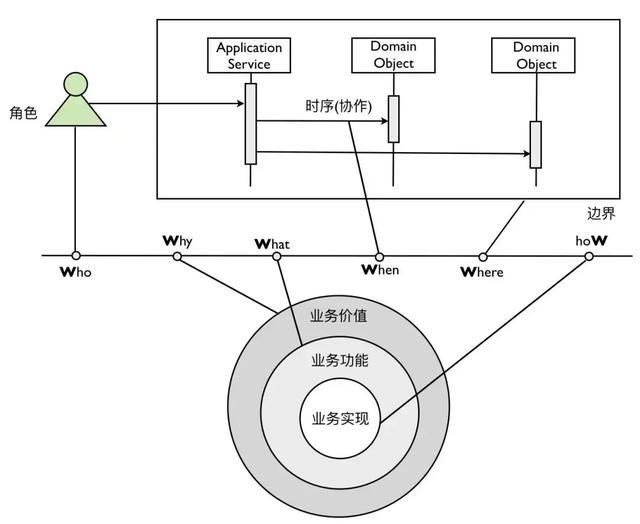 Application
Service
Domain
Object
Domain
Object
角色
时序(协作)
边界
Who
Why
What
When
Where
hoW
业务价值
业务功能
业务实现